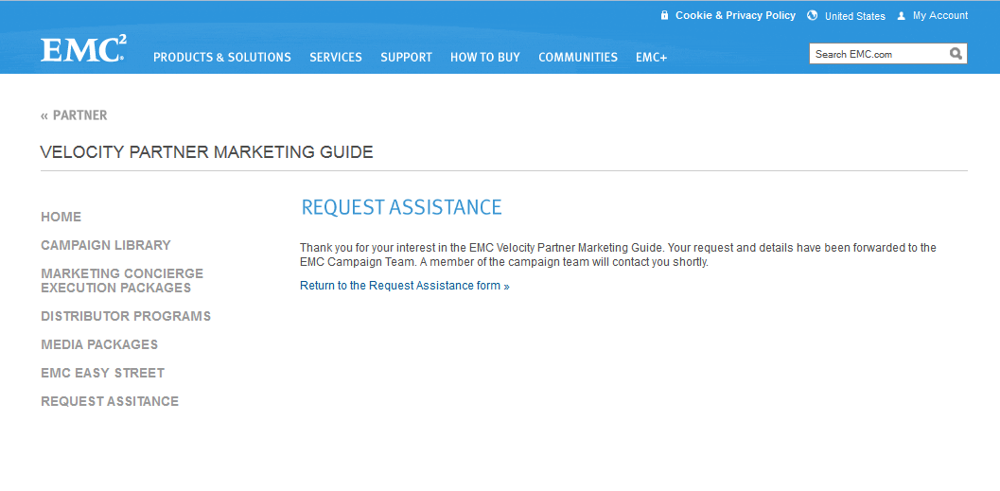 Cookie & Privacy Policy United States My Account
EMC²
PRODUCTS & SOLUTIONS SERVICES SUPPORT HOW TO BUY COMMUNITIES EMC+
Search EMC.com
« PARTNER
VELOCITY PARTNER MARKETING GUIDE
HOME
CAMPAIGN LIBRARY
MARKETING CONCIERGE
EXECUTION PACKAGES
DISTRIBUTOR PROGRAMS
MEDIA PACKAGES
EMC EASY STREET
REQUEST ASSITANCE
REQUEST ASSISTANCE
Thank you for your interest in the EMC Velocity Partner Marketing Guide. Your request and details have been forwarded to the
EMC Campaign Team. A member of the campaign team will contact you shortly.
Return to the Request Assistance form »